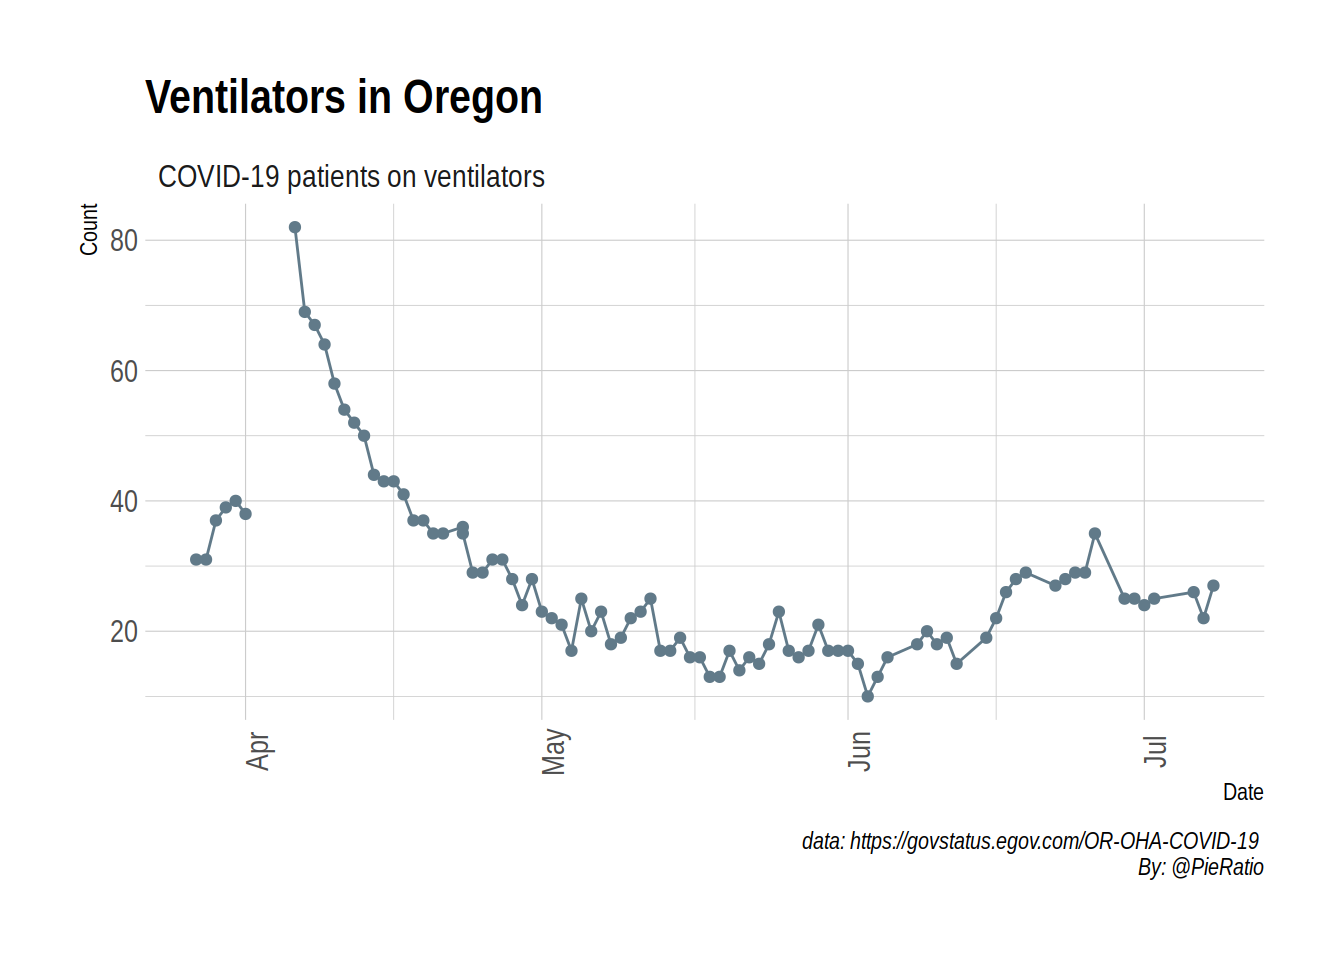 Ventilators in Oregon
COVID-19 patients on ventilators
Count
80
60
40
20
Apr
May
Jun
Jul
Date
data: https://govstatus.egov.com/OR-OHA-COVID-19
By: @PieRatio